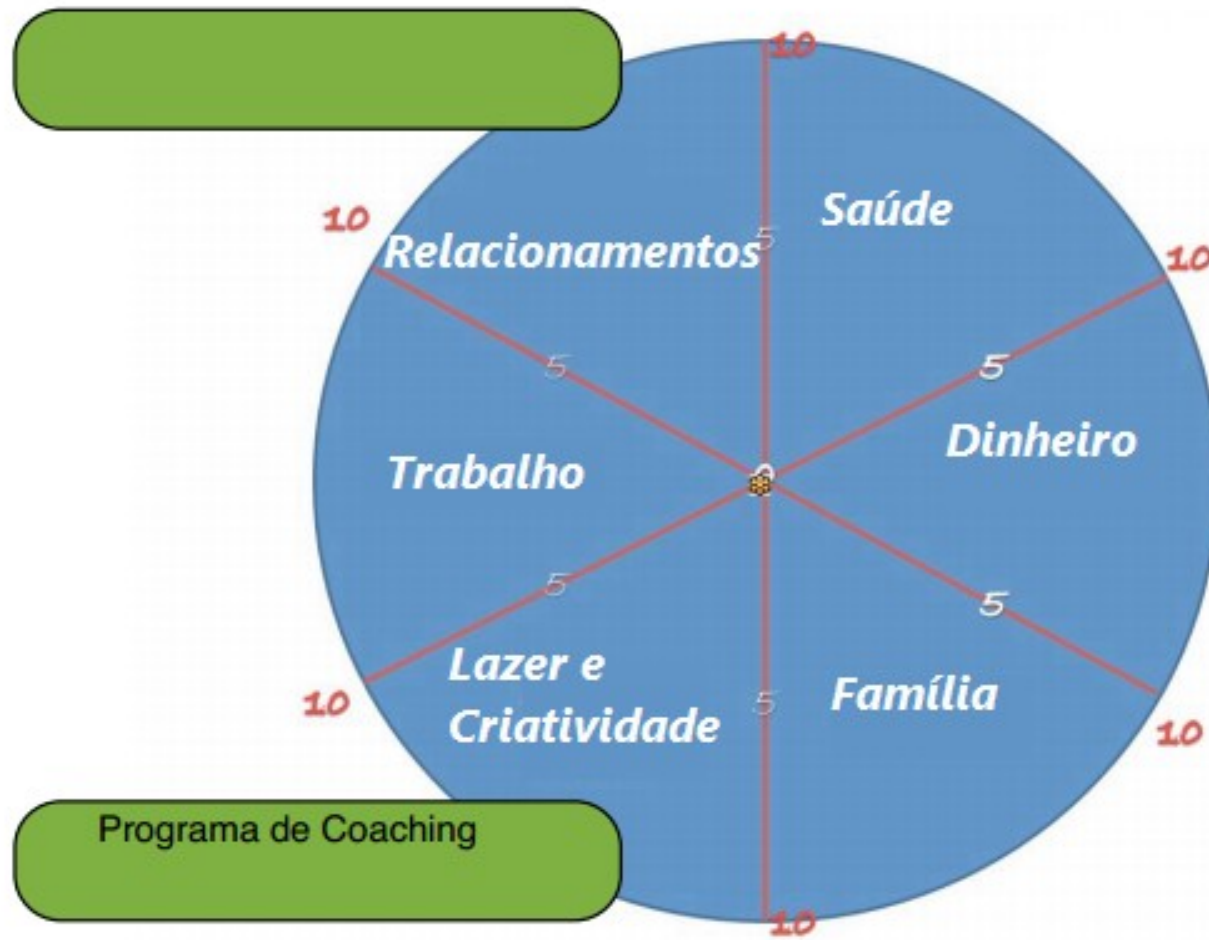 10
10
Saúde
Relacionamentos
5
10
5
5
Dinheiro
Trabalho
0
5
5
Lazer e
Criatividade
Família
5
10
10
Programa de Coaching
10